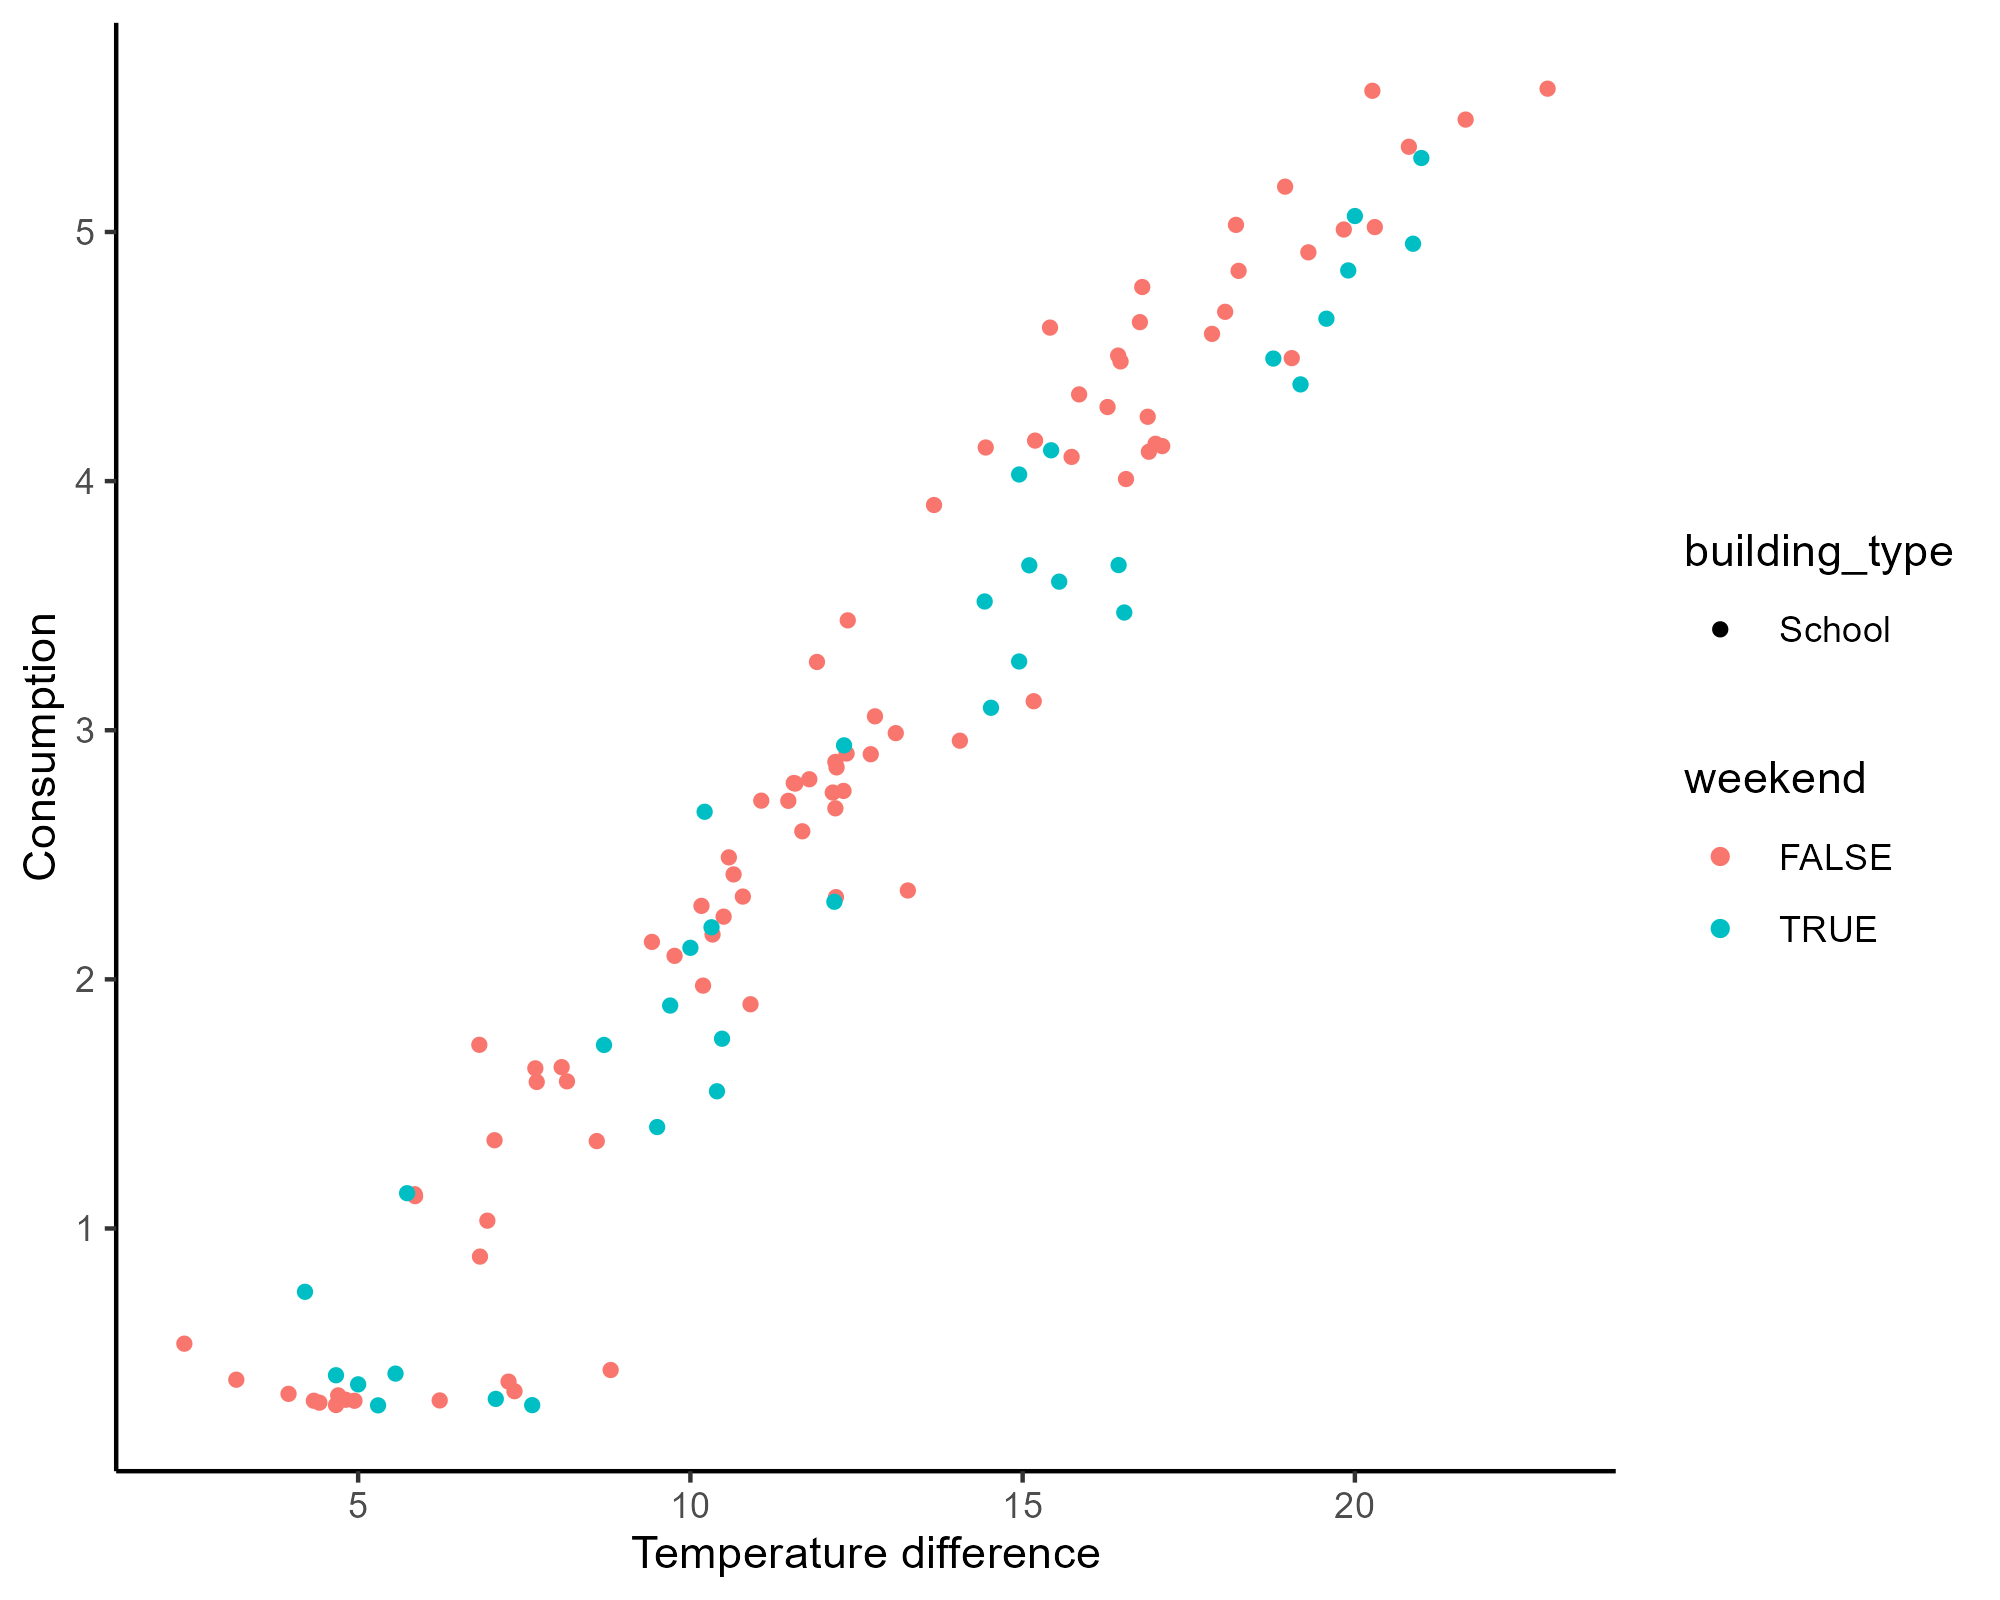 5
4
3
2
1
Consumption
5 10 15 20
Temperature difference
building_type
School
weekend
FALSE
TRUE